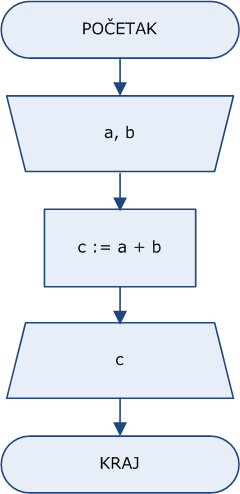 POČETAK
a, b
c := a + b
c
KRAJ